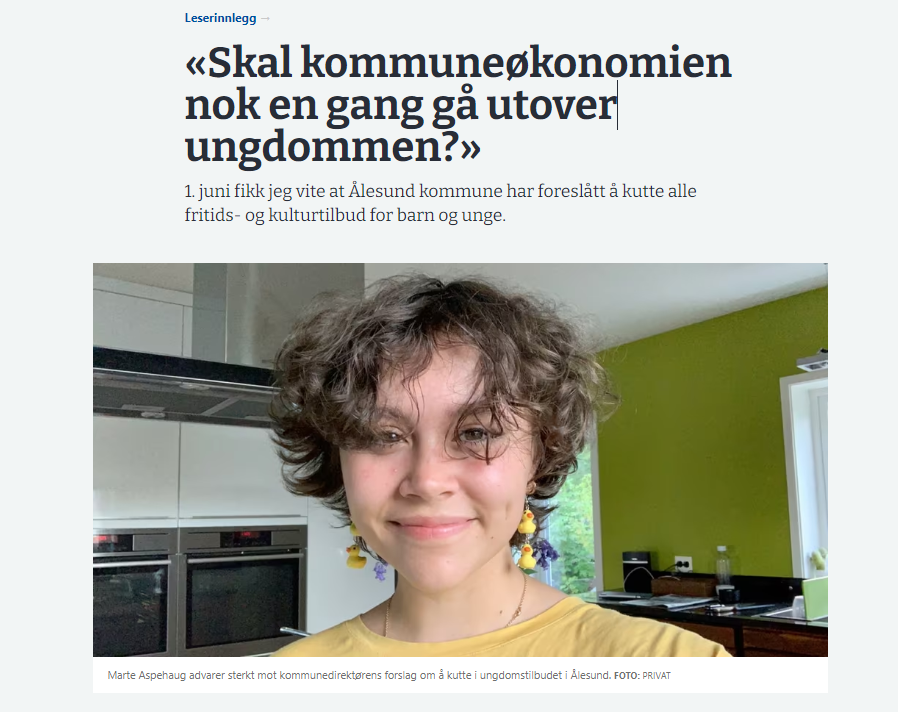 Leserinnlegg →
«Skal kommuneøkonomien
nok en gang gå utover
ungdommen?»
1. juni fikk jeg vite at Ålesund kommune har foreslått å kutte alle
fritids- og kulturtilbud for barn og unge.
Marte Aspehaug advarer sterkt mot kommunedirektørens forslag om å kutte i ungdomstilbudet i Ålesund. FOTO: PRIVAT